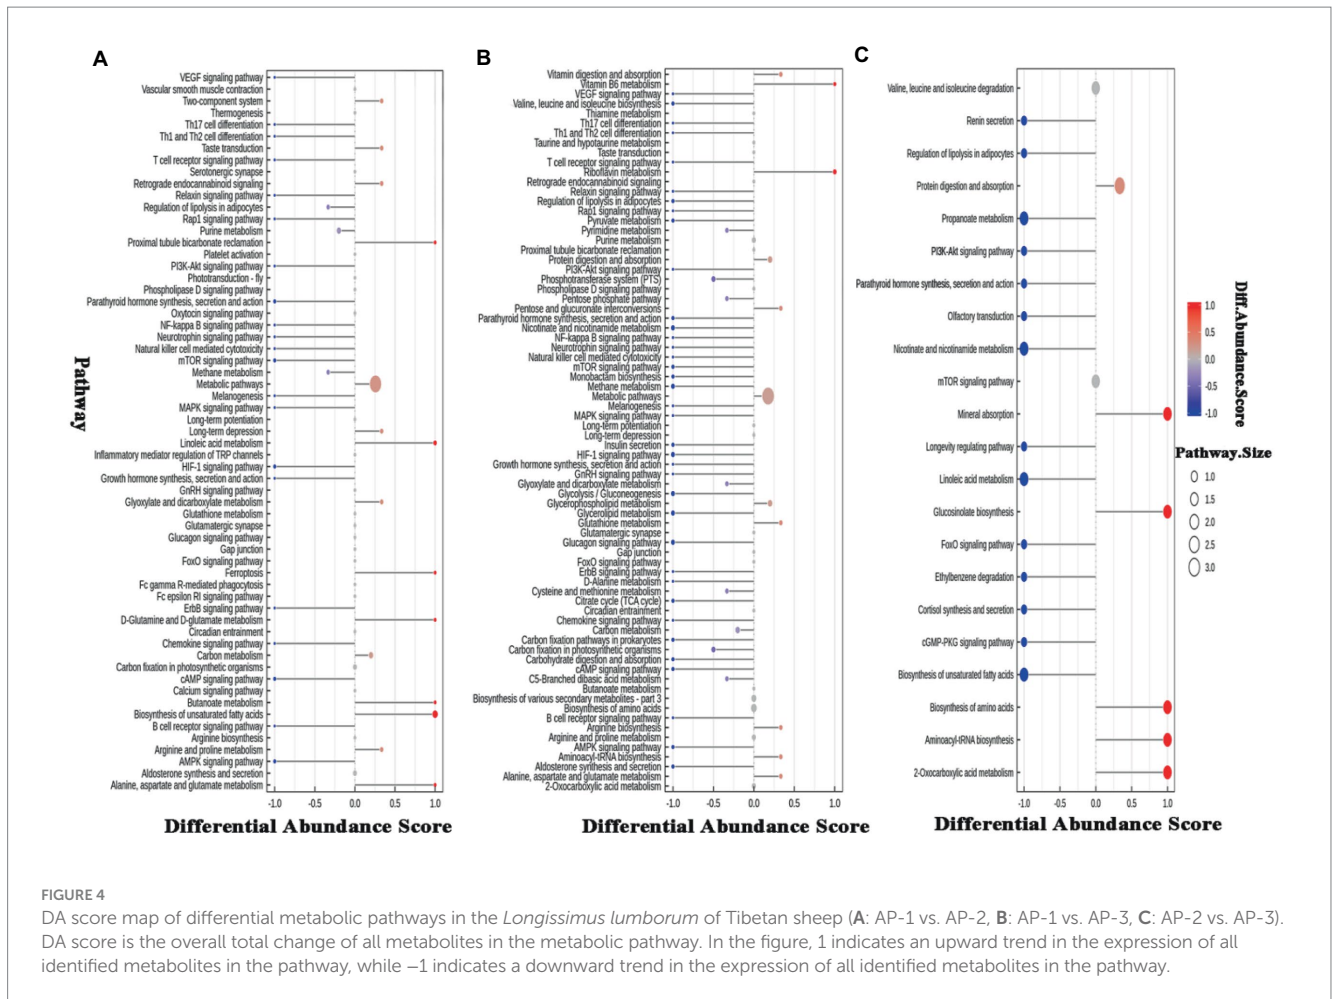 A
VEGF signaling pathway
Vascular smooth muscle contraction
Two-component system
Thermogenesis
Th17 cell differentiation
Th1 and Th2 cell differentiation
Taste transduction
T cell receptor signaling pathway
Serotonergic synapse
Retrograde endocannabinoid signaling
Relaxin signaling pathway
Regulation of lipolysis in adipocytes
Rap1 signaling pathway
Purine metabolism
Proximal tubule bicarbonate reclamation
Platelet activation
PI3K-Akt signaling pathway
Phototransduction - fly
Phospholipase D signaling pathway
Parathyroid hormone synthesis, secretion and action
Oxytocin signaling pathway
NF-kappa B signaling pathway
Neurotrophin signaling pathway
Natural killer cell mediated cytotoxicity
mTOR signaling pathway
Methane metabolism
Metabolic pathways
Melanogenesis
MAPK signaling pathway
Long-term potentiation
Long-term depression
Linoleic acid metabolism
Inflammatory mediator regulation of TRP channels
HIF-1 signaling pathway
Growth hormone synthesis, secretion and action
GnRH signaling pathway
Glyoxylate and dicarboxylate metabolism
Glutathione metabolism
Glutamatergic synapse
Glucagon signaling pathway
Gap junction
FoxO signaling pathway
Ferroptosis
Fc gamma R-mediated phagocytosis
Fc epsilon RI signaling pathway
ErbB signaling pathway
D-Glutamine and D-glutamate metabolism
Circadian entrainment
Chemokine signaling pathway
Carbon metabolism
Carbon fixation in photosynthetic organisms
cAMP signaling pathway
Calcium signaling pathway
Butanoate metabolism
Biosynthesis of unsaturated fatty acids
B cell receptor signaling pathway
Arginine biosynthesis
Arginine and proline metabolism
AMPK signaling pathway
Aldosterone synthesis and secretion
Alanine, aspartate and glutamate metabolism
-1.0 -0.5 0.0 0.5 1.0
Differential Abundance Score
Pathway
B
Vitamin digestion and absorption
Vitamin B6 metabolism
VEGF signaling pathway
Valine, leucine and isoleucine biosynthesis
Thiamine metabolism
Th17 cell differentiation
Th1 and Th2 cell differentiation
Taurine and hypotaurine metabolism
Taste transduction
T cell receptor signaling pathway
Riboflavin metabolism
Retrograde endocannabinoid signaling
Relaxin signaling pathway
Regulation of lipolysis in adipocytes
Rap1 signaling pathway
Pyruvate metabolism
Pyrimidine metabolism
Purine metabolism
Proximal tubule bicarbonate reclamation
Protein digestion and absorption
PI3K-Akt signaling pathway
Phosphotransferase system (PTS)
Phospholipase D signaling pathway
Pentose phosphate pathway
Pentose and glucuronate interconversions
Parathyroid hormone synthesis, secretion and action
Nicotinate and nicotinamide metabolism
NF-kappa B signaling pathway
Neurotrophin signaling pathway
Natural killer cell mediated cytotoxicity
mTOR signaling pathway
Monobactam biosynthesis
Methane metabolism
Metabolic pathways
Melanogenesis
MAPK signaling pathway
Long-term potentiation
Long-term depression
Insulin secretion
HIF-1 signaling pathway
Growth hormone synthesis, secretion and action
GnRH signaling pathway
Glyoxylate and dicarboxylate metabolism
Glycolysis / Gluconeogenesis
Glycerophospholipid metabolism
Glycerolipid metabolism
Glutathione metabolism
Glutamatergic synapse
Glucagon signaling pathway
Gap junction
FoxO signaling pathway
ErbB signaling pathway
D-Alanine metabolism
Cysteine and methionine metabolism
Citrate cycle (TCA cycle)
Circadian entrainment
Chemokine signaling pathway
Carbon metabolism
Carbon fixation pathways in prokaryotes
Carbon fixation in photosynthetic organisms
Carbohydrate digestion and absorption
cAMP signaling pathway
C5-Branched dibasic acid metabolism
Butanoate metabolism
Biosynthesis of various secondary metabolites - part 3
Biosynthesis of amino acids
B cell receptor signaling pathway
Arginine biosynthesis
Arginine and proline metabolism
AMPK signaling pathway
Aminoacyl-tRNA biosynthesis
Aldosterone synthesis and secretion
Alanine, aspartate and glutamate metabolism
2-Oxocarboxylic acid metabolism
-1.0 -0.5 0.0 0.5 1.0
Differential Abundance Score
C
Valine, leucine and isoleucine degradation
Renin secretion
Regulation of lipolysis in adipocytes
Protein digestion and absorption
Propanoate metabolism
PI3K-Akt signaling pathway
Parathyroid hormone synthesis, secretion and action
Olfactory transduction
Nicotinate and nicotinamide metabolism
mTOR signaling pathway
Mineral absorption
Longevity regulating pathway
Linoleic acid metabolism
Glucosinolate biosynthesis
FoxO signaling pathway
Ethylbenzene degradation
Cortisol synthesis and secretion
cGMP-PKG signaling pathway
Biosynthesis of unsaturated fatty acids
Biosynthesis of amino acids
Aminoacyl-tRNA biosynthesis
2-Oxocarboxylic acid metabolism
-1.0 -0.5 0.0 0.5 1.0
Differential Abundance Score
Diff.Abundance.Score
1.0
0.5
0.0
-0.5
-1.0
Pathway.Size
1.0
1.5
2.0
2.5
3.0
FIGURE 4
DA score map of differential metabolic pathways in the Longissimus lumborum of Tibetan sheep (A: AP-1 vs. AP-2, B: AP-1 vs. AP-3, C: AP-2 vs. AP-3).
DA score is the overall total change of all metabolites in the metabolic pathway. In the figure, 1 indicates an upward trend in the expression of all
identified metabolites in the pathway, while −1 indicates a downward trend in the expression of all identified metabolites in the pathway.